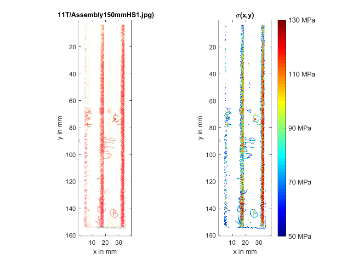 11T/Assembly150mmHS1.jpg)
σ(x,y)
130 MPa
110 MPa
90 MPa
70 MPa
50 MPa
20
40
60
80
100
120
140
160
10 20 30
x in mm
y in mm
20
40
60
80
100
120
140
160
10 20 30
x in mm
y in mm